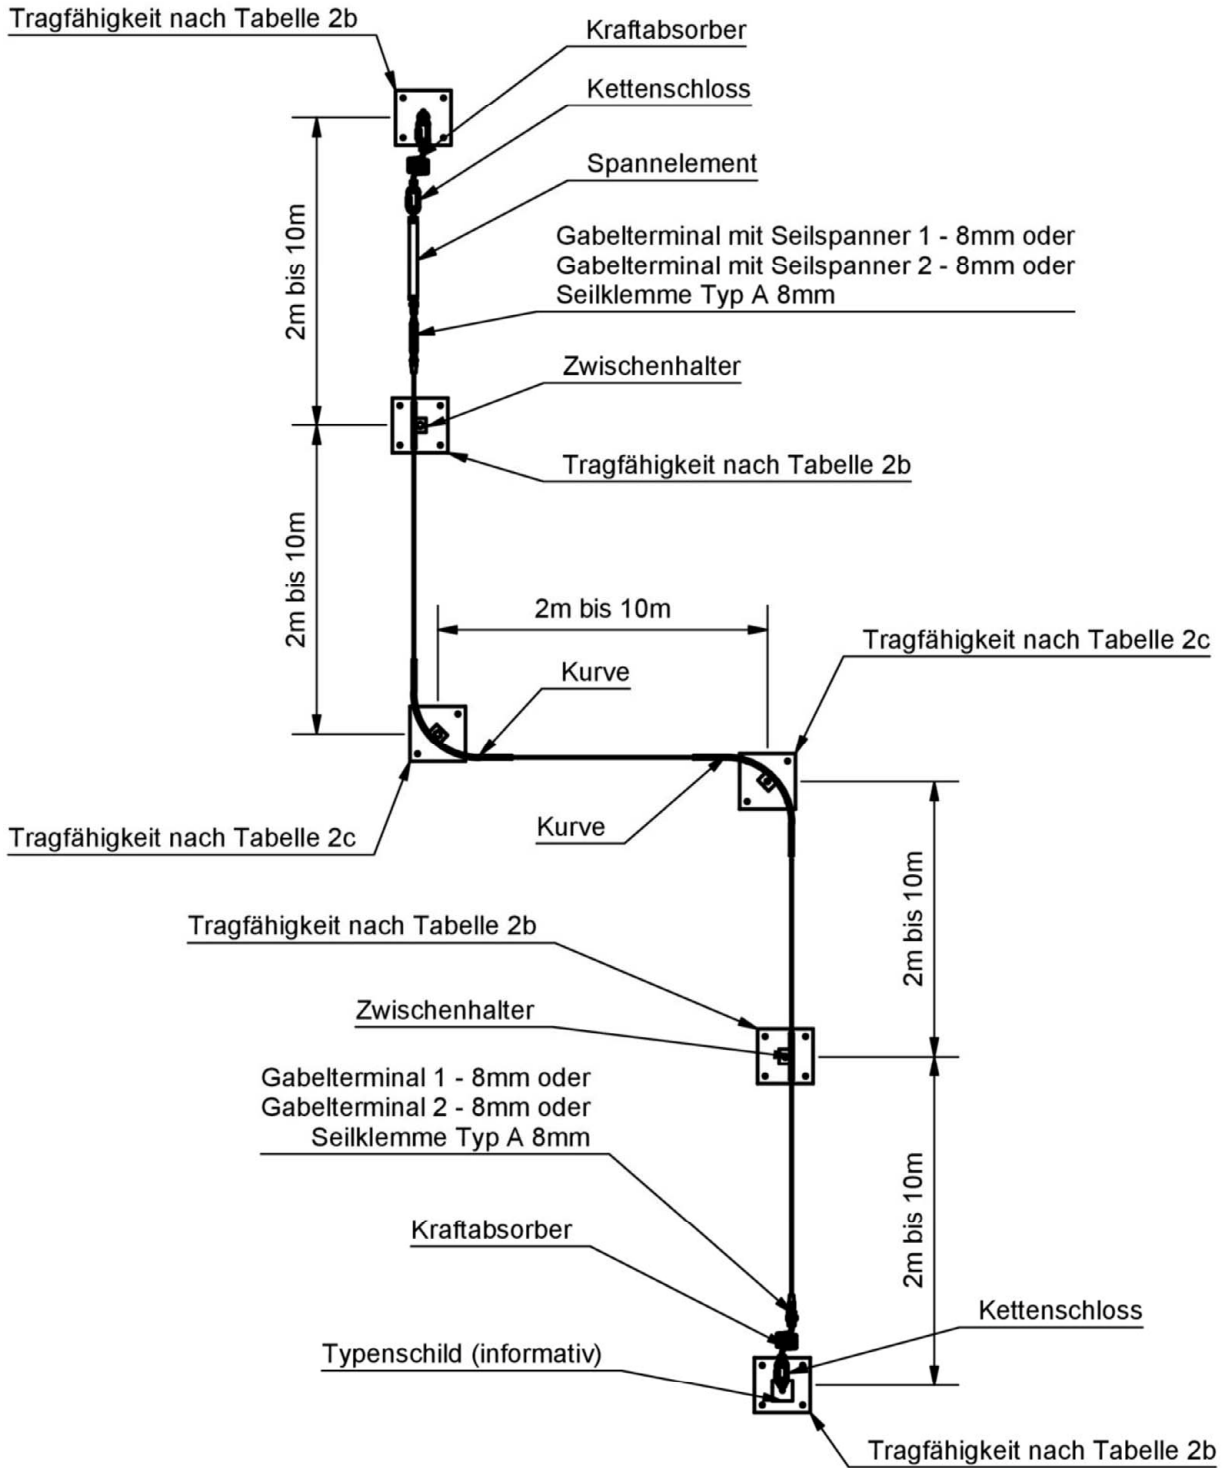 Tragfähigkeit nach Tabelle 2b
Kraftabsorber
Kettenschloss
Spannelement
2m bis 10m
Gabelterminal mit Seilspanner 1 - 8mm oder
Gabelterminal mit Seilspanner 2 - 8mm oder
Seilklemme Typ A 8mm
Zwischenhalter
Tragfähigkeit nach Tabelle 2b
2m bis 10m
2m bis 10m
Tragfähigkeit nach Tabelle 2c
Kurve
Tragfähigkeit nach Tabelle 2c
Kurve
2m bis 10m
Tragfähigkeit nach Tabelle 2b
Zwischenhalter
Gabelterminal 1 - 8mm oder
Gabelterminal 2 - 8mm oder
Seilklemme Typ A 8mm
2m bis 10m
Kraftabsorber
Kettenschloss
Typenschild (informativ)
Tragfähigkeit nach Tabelle 2b